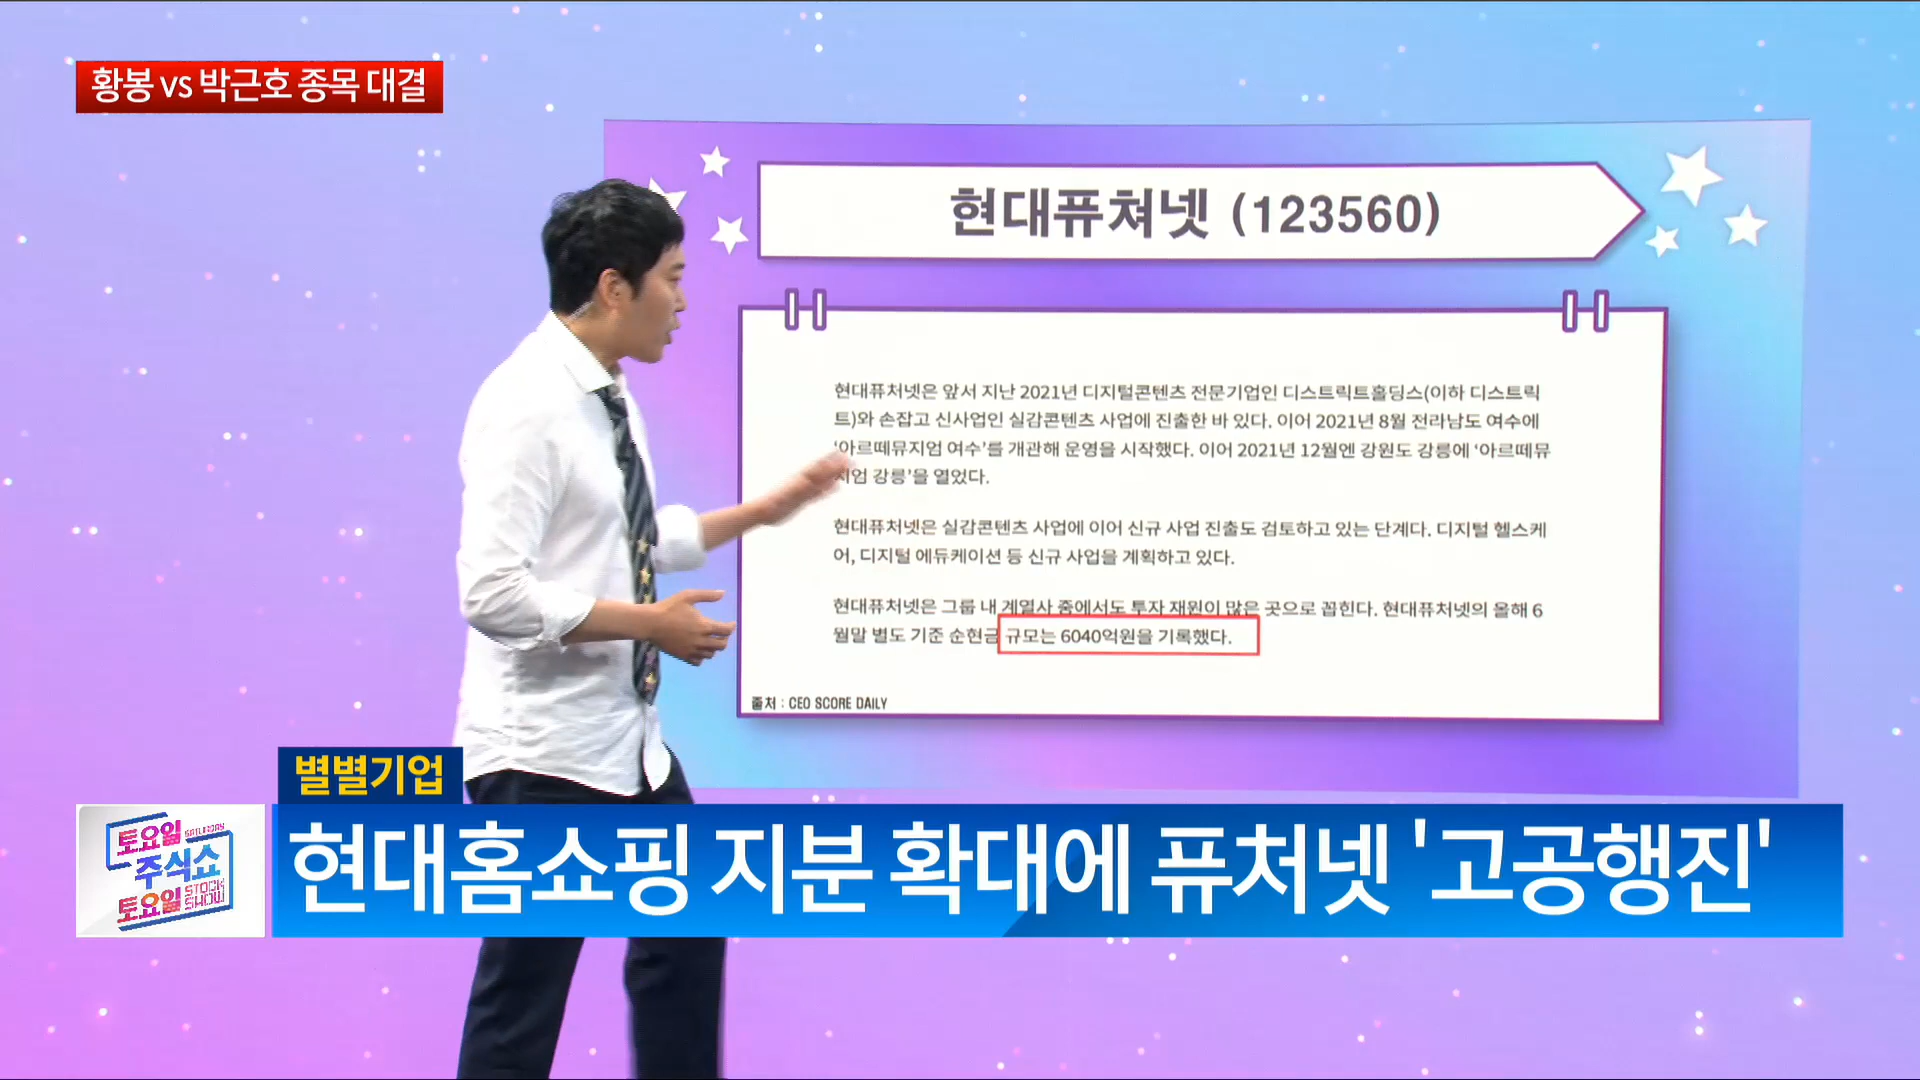 황봉 vs 박근호 종목 대결
현대퓨쳐넷 (123560)
현대퓨처넷은 앞서 지난 2021년 디지털콘텐츠 전문기업인 디스트릭트홀딩스(이하 디스트릭
트)와 손잡고 신사업인 실감콘텐츠 사업에 진출한 바 있다. 이어 2021년 8월 전라남도 여수에
‘아르떼뮤지엄 여수’를 개관해 운영을 시작했다. 이어 2021년 12월엔 강원도 강릉에 ‘아르떼뮤
지엄 강릉’을 열었다.
현대퓨처넷은 실감콘텐츠 사업에 이어 신규 사업 진출도 검토하고 있는 단계다. 디지털 헬스케
어, 디지털 에듀케이션 등 신규 사업을 계획하고 있다.
현대퓨처넷은 그룹 내 계열사 중에서도 투자 재원이 많은 곳으로 꼽힌다. 현대퓨처넷의 올해 6
월말 별도 기준 순현금 규모는 6040억원을 기록했다.
출처 : CEO SCORE DAILY
별별기업
토요일 SATURDAY
주식쇼
토요일 STOCK SHOW
현대홈쇼핑 지분 확대에 퓨처넷 '고공행진'